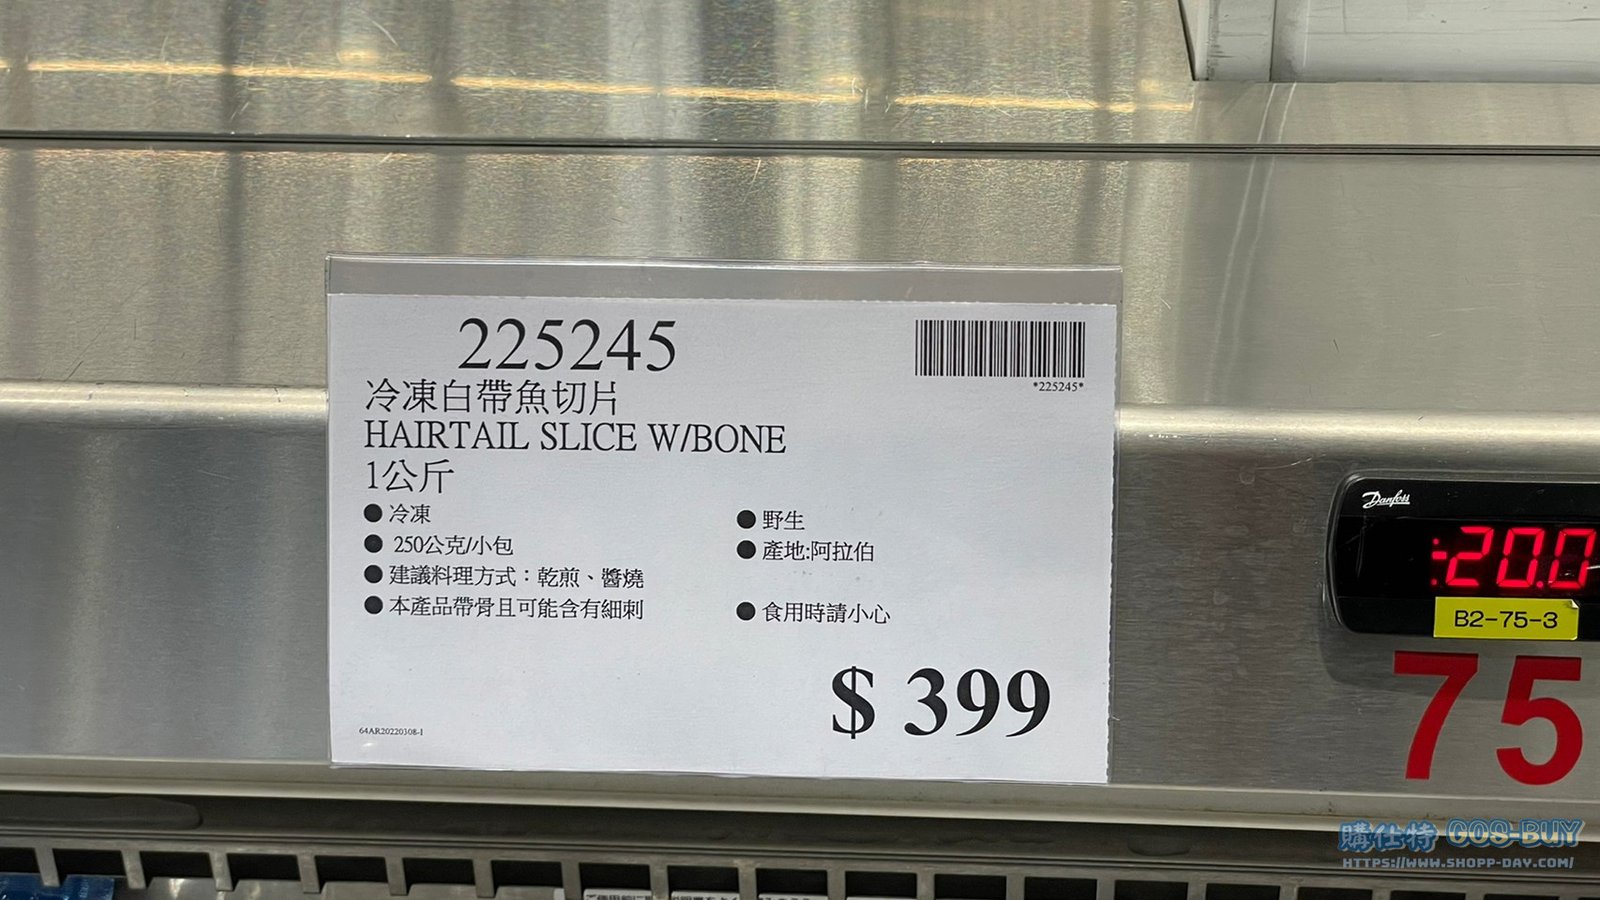 225245
*225245*
冷凍白帶魚切片
HAIRTAIL SLICE W/BONE
1公斤
●冷凍
●野生
●250公克/小包
●產地:阿拉伯
●建議料理方式：乾煎、醬燒
●本產品帶骨且可能含有細刺
●食用時請小心
$ 399
64AR20220308-1
Danfoss
-20.0
B2-75-3
75
購仕特 GOS-BUY
HTTPS://WWW.SHOPP-DAY.COM/